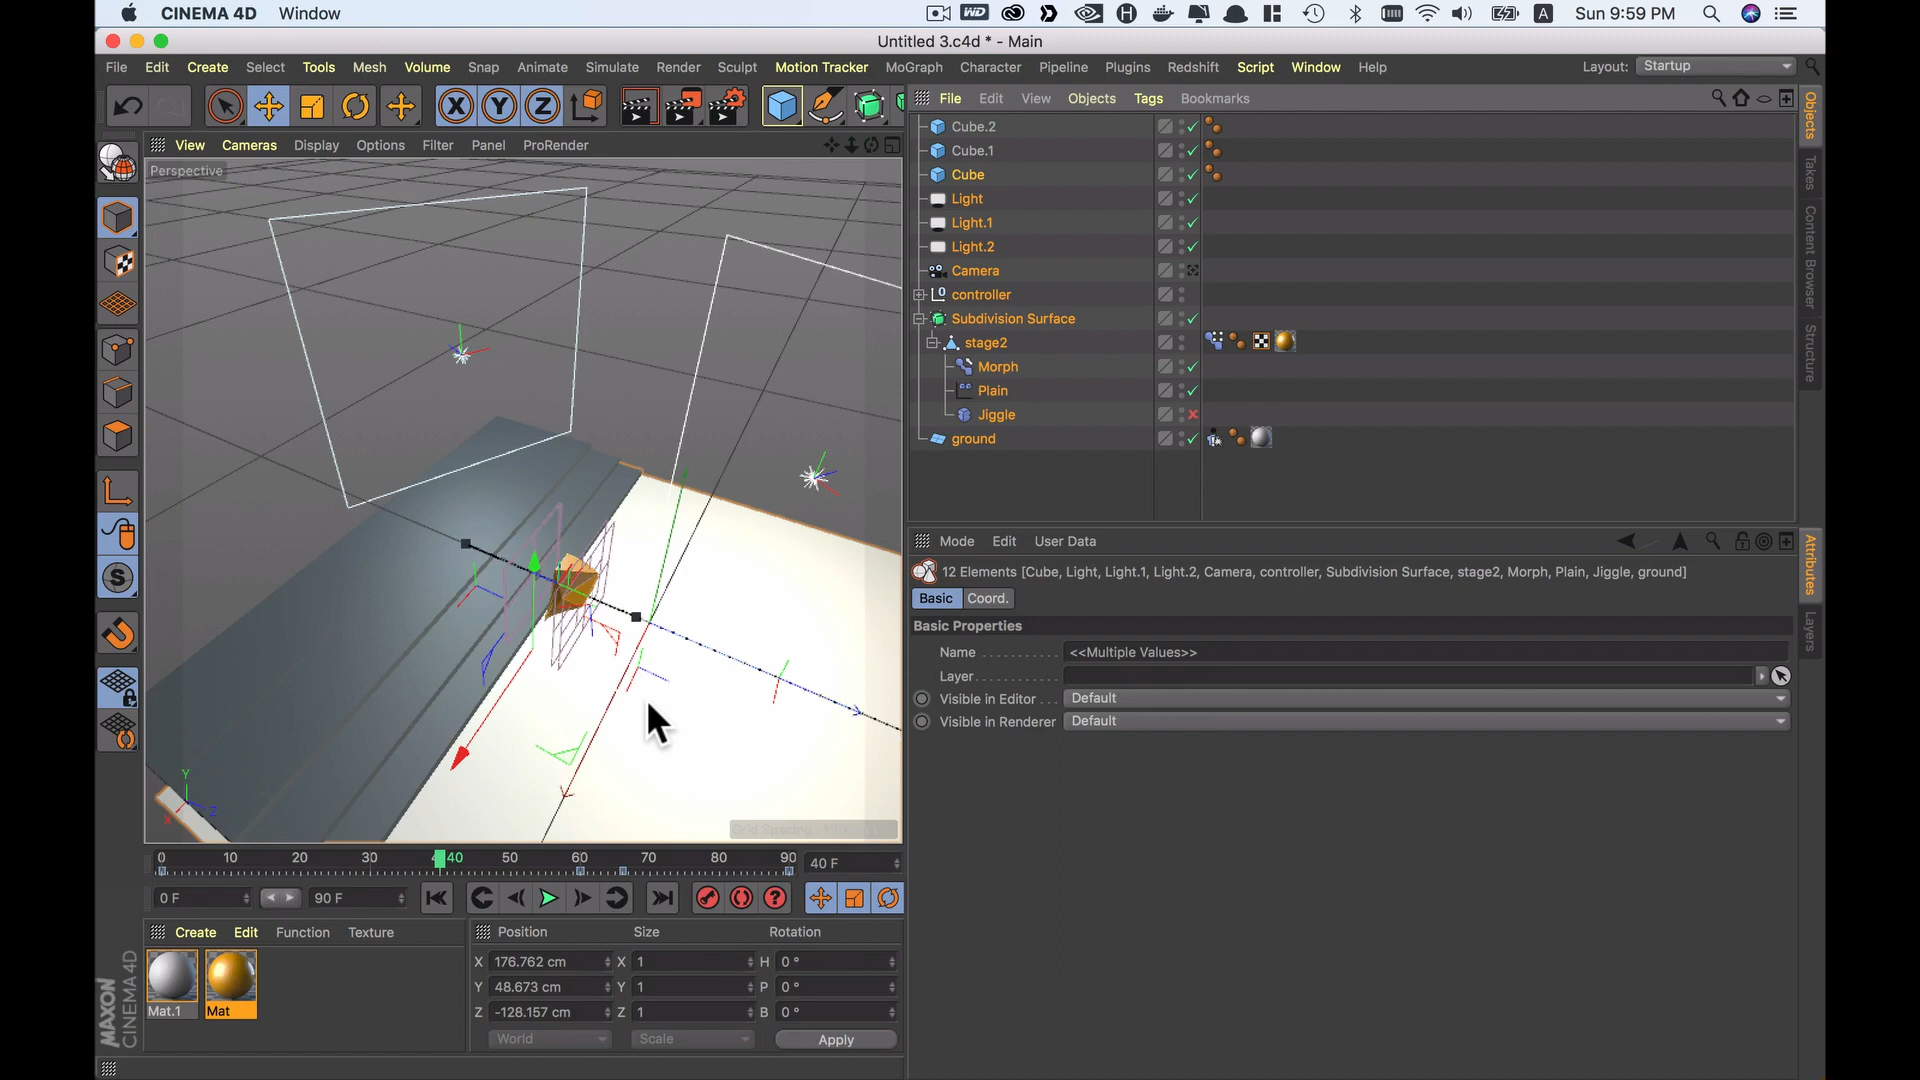 CINEMA 4D Window Sun 9:59 PM
Untitled 3.c4d * - Main
File Edit Create Select Tools Mesh Volume Snap Animate Simulate Render Sculpt Motion Tracker MoGraph Character Pipeline Plugins Redshift Script Window Help Layout: Startup
View Cameras Display Options Filter Panel ProRender
Perspective
File Edit View Objects Tags Bookmarks
Cube.2
Cube.1
Cube
Light
Light.1
Light.2
Camera
controller
Subdivision Surface
stage2
Morph
Plain
Jiggle
ground
Objects
Takes
Content Browser
Structure
Mode Edit User Data
12 Elements [Cube, Light, Light.1, Light.2, Camera, controller, Subdivision Surface, stage2, Morph, Plain, Jiggle, ground]
Basic Coord.
Basic Properties
Name . . . . . . . . . . . <<Multiple Values>>
Layer . . . . . . . . . . .
Visible in Editor . . . Default
Visible in Renderer Default
Attributes
Layers
0 10 20 30 40 50 60 70 80 90 40 F
0 F 90 F
Create Edit Function Texture
Mat.1 Mat
Position Size Rotation
X 176.762 cm X 1 H 0 °
Y 48.673 cm Y 1 P 0 °
Z -128.157 cm Z 1 B 0 °
World Scale Apply
MAXON
CINEMA 4D